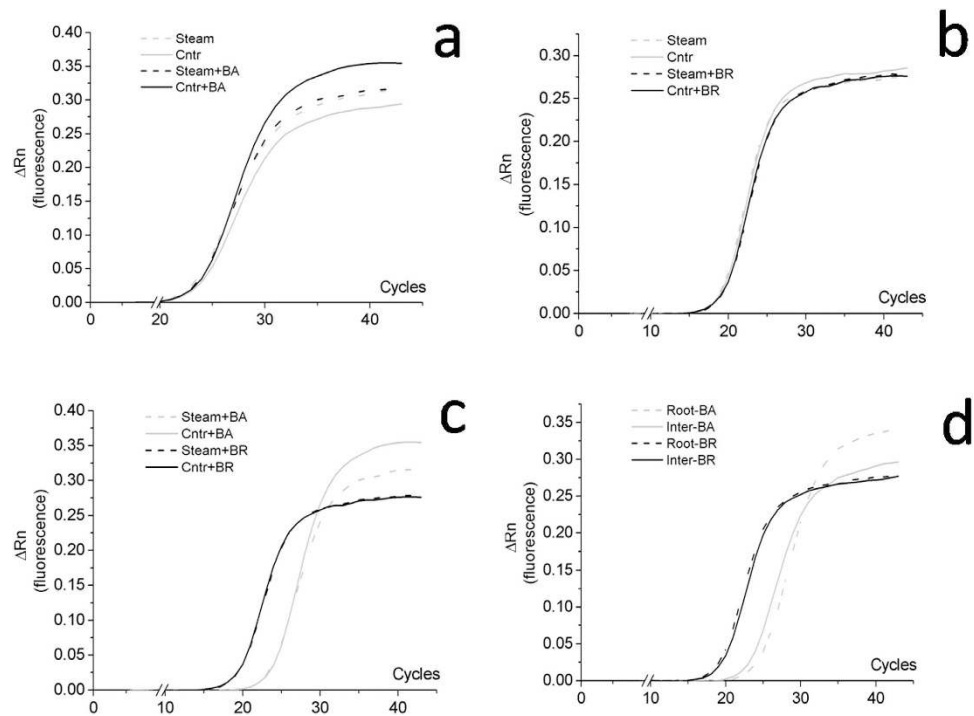 a
0.40
0.35
0.30
0.25
0.20
0.15
0.10
0.05
0.00
ΔRn
(fluorescence)
Steam
Cntr
Steam+BA
Cntr+BA
Cycles
0 20 30 40
b
0.30
0.25
0.20
0.15
0.10
0.05
0.00
ΔRn
(fluorescence)
Steam
Cntr
Steam+BR
Cntr+BR
Cycles
0 10 20 30 40
c
0.40
0.35
0.30
0.25
0.20
0.15
0.10
0.05
0.00
ΔRn
(fluorescence)
Steam+BA
Cntr+BA
Steam+BR
Cntr+BR
Cycles
0 10 20 30 40
d
0.35
0.30
0.25
0.20
0.15
0.10
0.05
0.00
ΔRn
(fluorescence)
Root-BA
Inter-BA
Root-BR
Inter-BR
Cycles
0 10 20 30 40